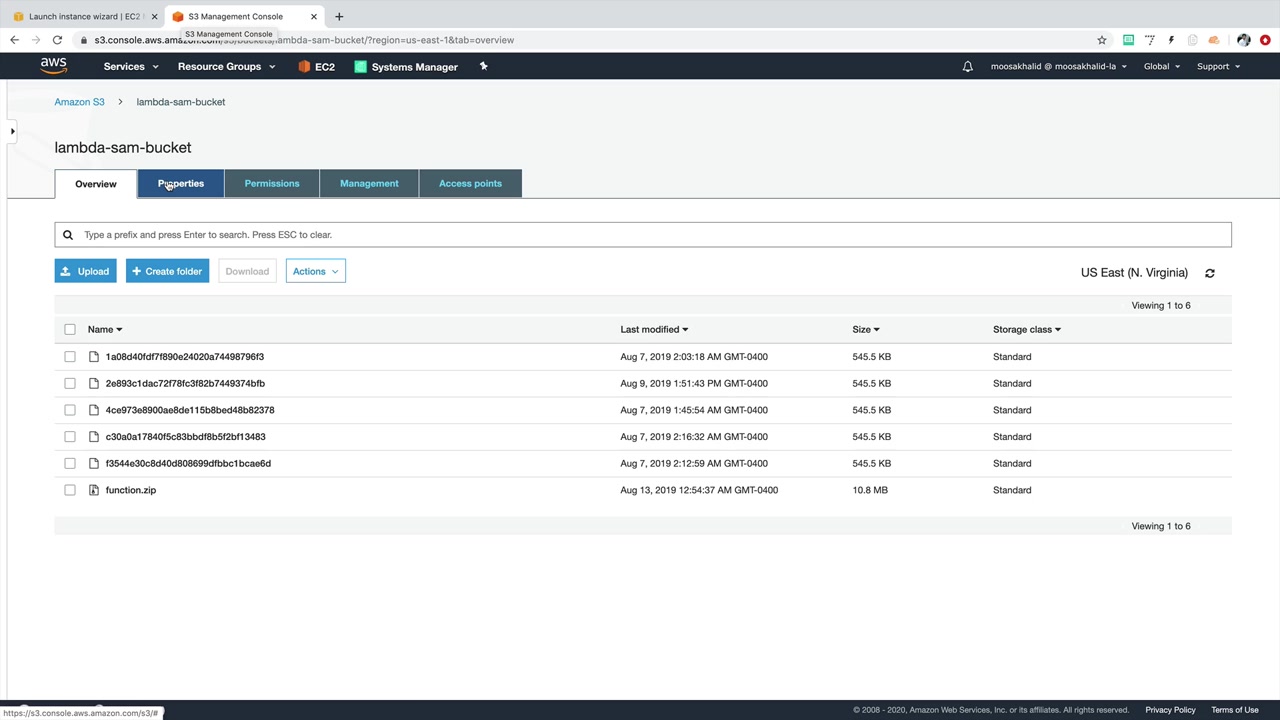 Launch instance wizard | EC2
S3 Management Console
S3 Management Console
s3.console.aws.amazon.com/s3/buckets/lambda-sam-bucket/?region=us-east-1&tab=overview
aws
Services
Resource Groups
EC2
Systems Manager
moosakhalid @ moosakhalid-la
Global
Support
Amazon S3
lambda-sam-bucket
lambda-sam-bucket
Overview
Properties
Permissions
Management
Access points
Type a prefix and press Enter to search. Press ESC to clear.
Upload
+ Create folder
Download
Actions
US East (N. Virginia)
Viewing 1 to 6
Name
Last modified
Size
Storage class
1a08d40fdf7f890e24020a74498796f3 Aug 7, 2019 2:03:18 AM GMT-0400 545.5 KB Standard
2e893c1dac72f78fc3f82b7449374bfb Aug 9, 2019 1:51:43 PM GMT-0400 545.5 KB Standard
4ce973e8900ae8de115b8bed48b82378 Aug 7, 2019 1:45:54 AM GMT-0400 545.5 KB Standard
c30a0a17840f5c83bbdf8b5f2bf13483 Aug 7, 2019 2:16:32 AM GMT-0400 545.5 KB Standard
f3544e30c8d40d808699dfbbc1bcae6d Aug 7, 2019 2:12:59 AM GMT-0400 545.5 KB Standard
function.zip Aug 13, 2019 12:54:37 AM GMT-0400 10.8 MB Standard
Viewing 1 to 6
https://s3.console.aws.amazon.com/s3/#
© 2008 - 2020, Amazon Web Services, Inc. or its affiliates. All rights reserved.
Privacy Policy
Terms of Use